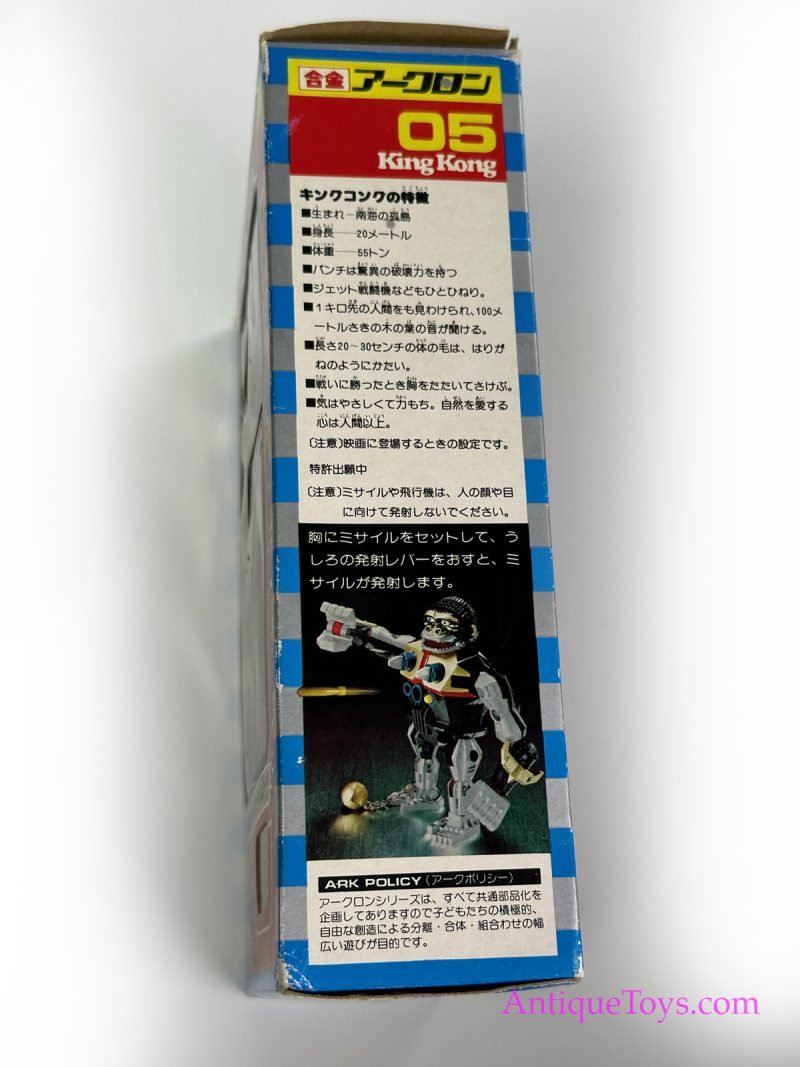 合金アークロン
05
King Kong
キングコングの特徴
■生まれ－南海の孤島
■身長──20メートル
■体重──55トン
■パンチは驚異の破壊力を持つ
■ジェット戦闘機などもひとひねり。
■1キロ先の人間をも見わけられ、100メ
ートルさきの木の葉の音が聞ける。
■長さ20～30センチの体の毛は、はりが
ねのようにかたい。
■戦いに勝ったとき胸をたたいてさけぶ。
■気はやさしくて力もち。自然を愛する
心は人間以上。
〔注意〕映画に登場するときの設定です。
特許出願中
〔注意〕ミサイルや飛行機は、人の顔や目
に向けて発射しないでください。
胸にミサイルをセットして、う
しろの発射レバーをおすと、ミ
サイルが発射します。
ARK POLICY（アークポリシー）
アークロンシリーズは、すべて共通部品化を
企画してありますので子どもたちの積極的、
自由な創造による分離・合体・組合わせの幅
広い遊びが目的です。
AntiqueToys.com